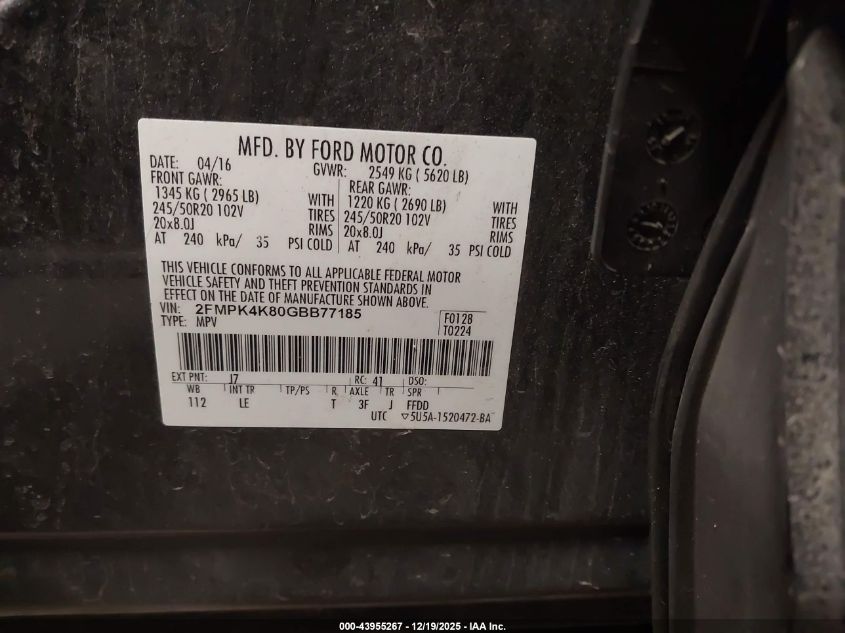 MFD. BY FORD MOTOR CO.
DATE: 04/16 GVWR: 2549 KG ( 5620 LB)
FRONT GAWR: REAR GAWR:
1345 KG ( 2965 LB) WITH 1220 KG ( 2690 LB) WITH
245/50R20 102V TIRES 245/50R20 102V TIRES
20x8.0J RIMS 20x8.0J RIMS
AT 240 kPa/ 35 PSI COLD AT 240 kPa/ 35 PSI COLD
THIS VEHICLE CONFORMS TO ALL APPLICABLE FEDERAL MOTOR
VEHICLE SAFETY AND THEFT PREVENTION STANDARDS IN
EFFECT ON THE DATE OF MANUFACTURE SHOWN ABOVE.
VIN: 2FMPK4K80GBB77185 F0128
TYPE: MPV T0224
EXT PNT: J7 RC: 41 DSO:
WB INT TR TP/PS R AXLE TR SPR
112 LE T 3F J FFDD
UTC ▽5U5A-1520472-BA
000-43955267 - 12/19/2025 - IAA Inc.